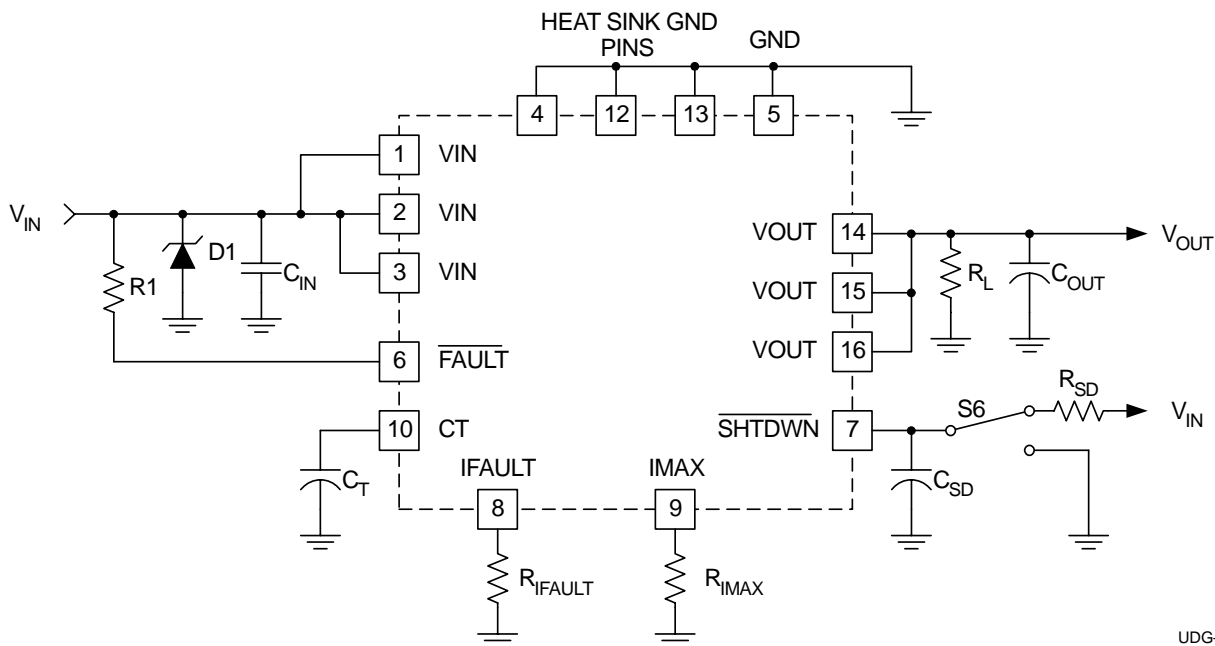 HEAT SINK GND
PINS
GND
4
12
13
5
1
VIN
V_IN
2
VIN
D1
C_IN
3
VIN
R1
6
FAULT
10
CT
C_T
VOUT
14
V_OUT
R_L
C_OUT
VOUT
15
VOUT
16
R_SD
S6
V_IN
SHTDWN
7
C_SD
IFAULT
IMAX
8
9
R_IFAULT
R_IMAX
UDG-